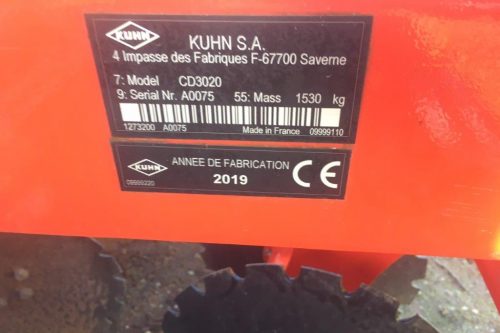 KUHN
KUHN S.A.
4 Impasse des Fabriques F-67700 Saverne
7: Model CD3020
9: Serial Nr. A0075 55: Mass 1530 kg
1273200 A0075 Made in France 09999110
KUHN
ANNEE DE FABRICATION
2019
CE
09999220